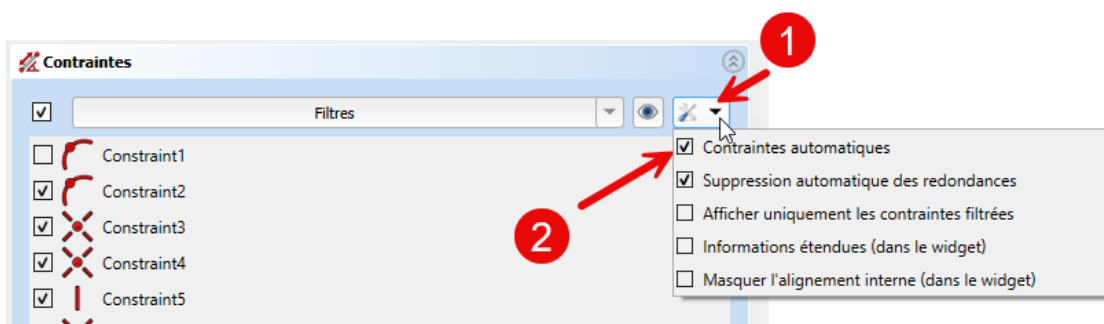 1
Contraintes
Filtres
Constraint1
Contraintes automatiques
Constraint2
Suppression automatique des redondances
Constraint3
Afficher uniquement les contraintes filtrées
2
Constraint4
Informations étendues (dans le widget)
Constraint5
Masquer l'alignement interne (dans le widget)